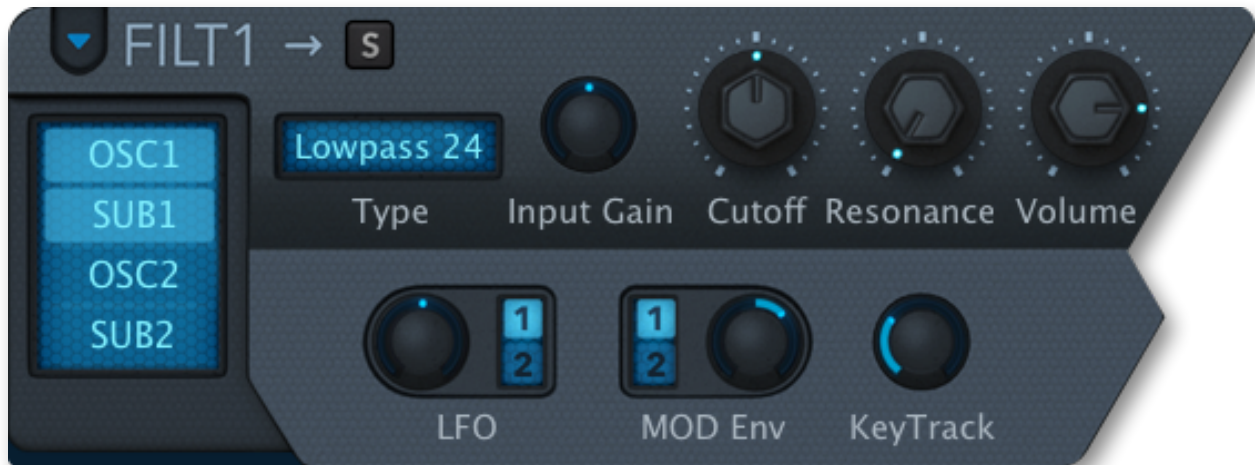 FILT1 → S
OSC1
SUB1
OSC2
SUB2
Lowpass 24
Type
Input Gain
Cutoff
Resonance
Volume
1
2
LFO
1
2
MOD Env
KeyTrack